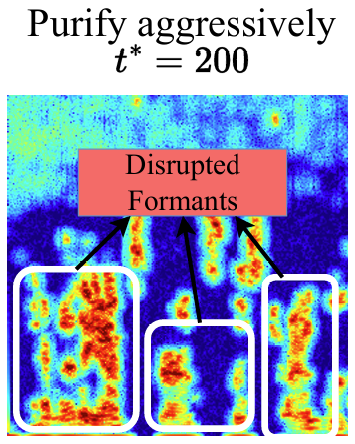 Purify aggressively
t* = 200
Disrupted
Formants